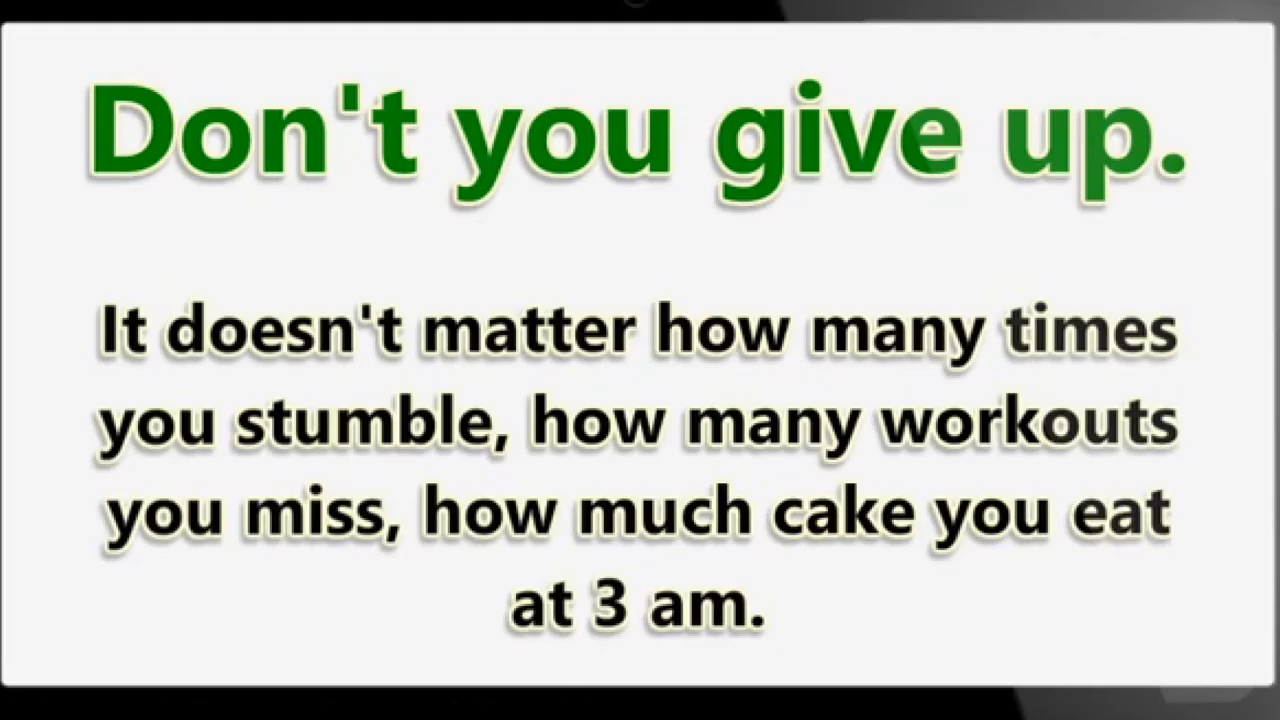 Don't you give up.
It doesn't matter how many times
you stumble, how many workouts
you miss, how much cake you eat
at 3 am.